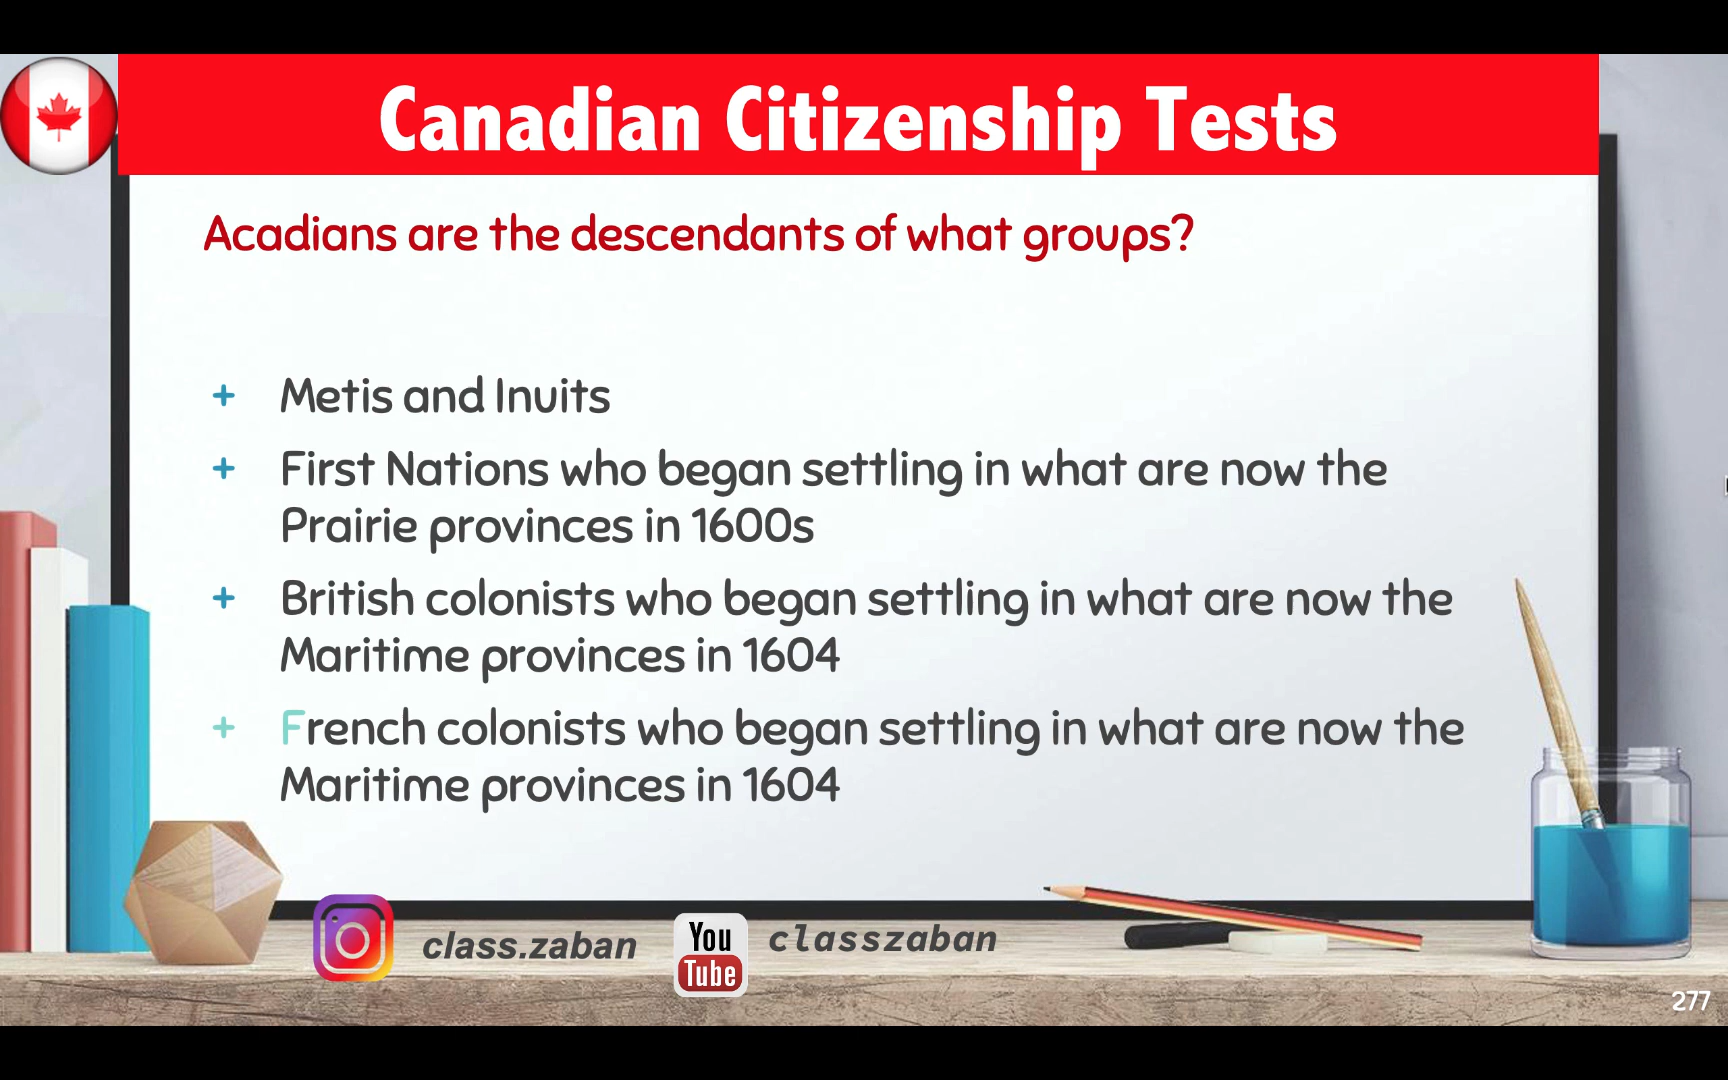 Canadian Citizenship Tests
Acadians are the descendants of what groups?
+ Metis and Inuits
+ First Nations who began settling in what are now the
Prairie provinces in 1600s
+ British colonists who began settling in what are now the
Maritime provinces in 1604
+ French colonists who began settling in what are now the
Maritime provinces in 1604
class.zaban
You
Tube
classzaban
277